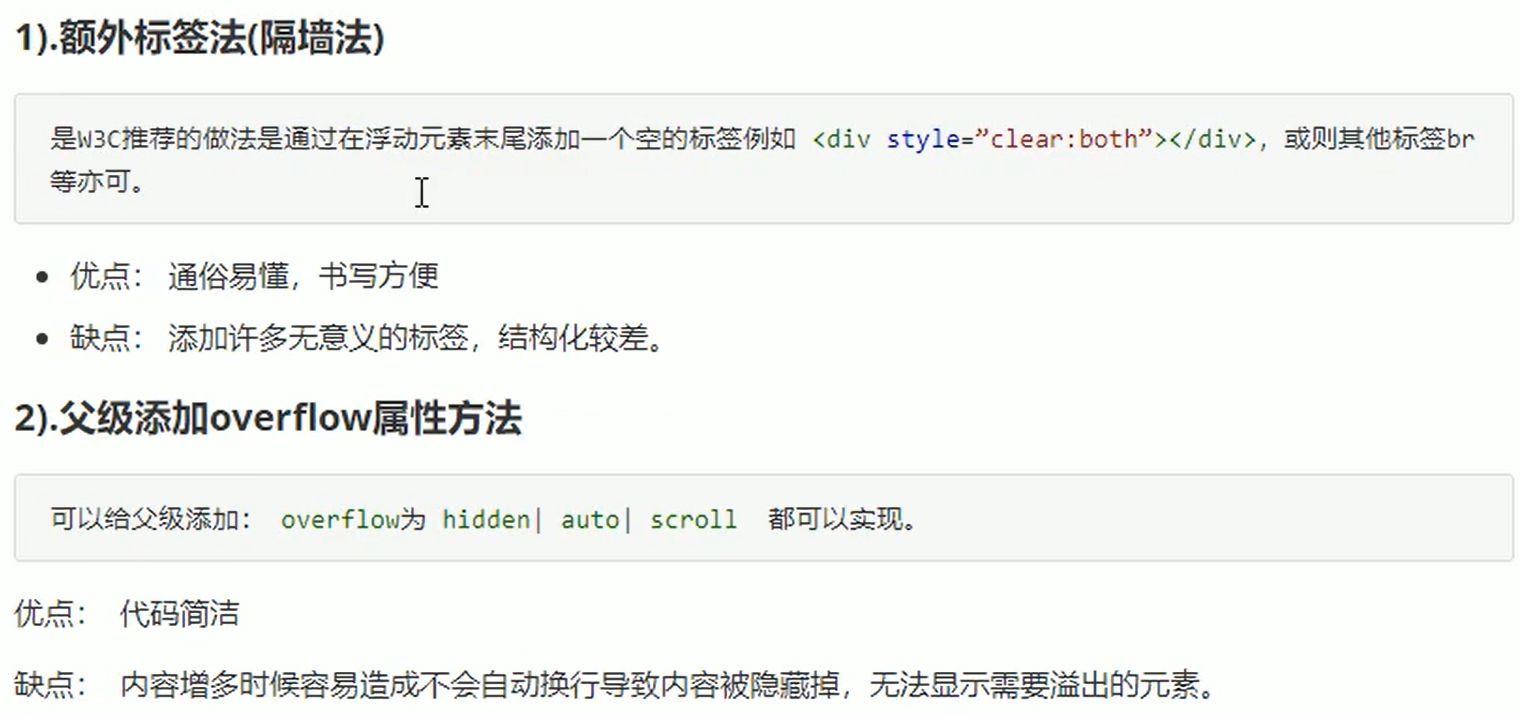 1).额外标签法(隔墙法)
是W3C推荐的做法是通过在浮动元素末尾添加一个空的标签例如 <div style=”clear:both”></div>，或则其他标签br
等亦可。
优点： 通俗易懂，书写方便
缺点： 添加许多无意义的标签，结构化较差。
2).父级添加overflow属性方法
可以给父级添加： overflow为 hidden| auto| scroll 都可以实现。
优点： 代码简洁
缺点： 内容增多时候容易造成不会自动换行导致内容被隐藏掉，无法显示需要溢出的元素。